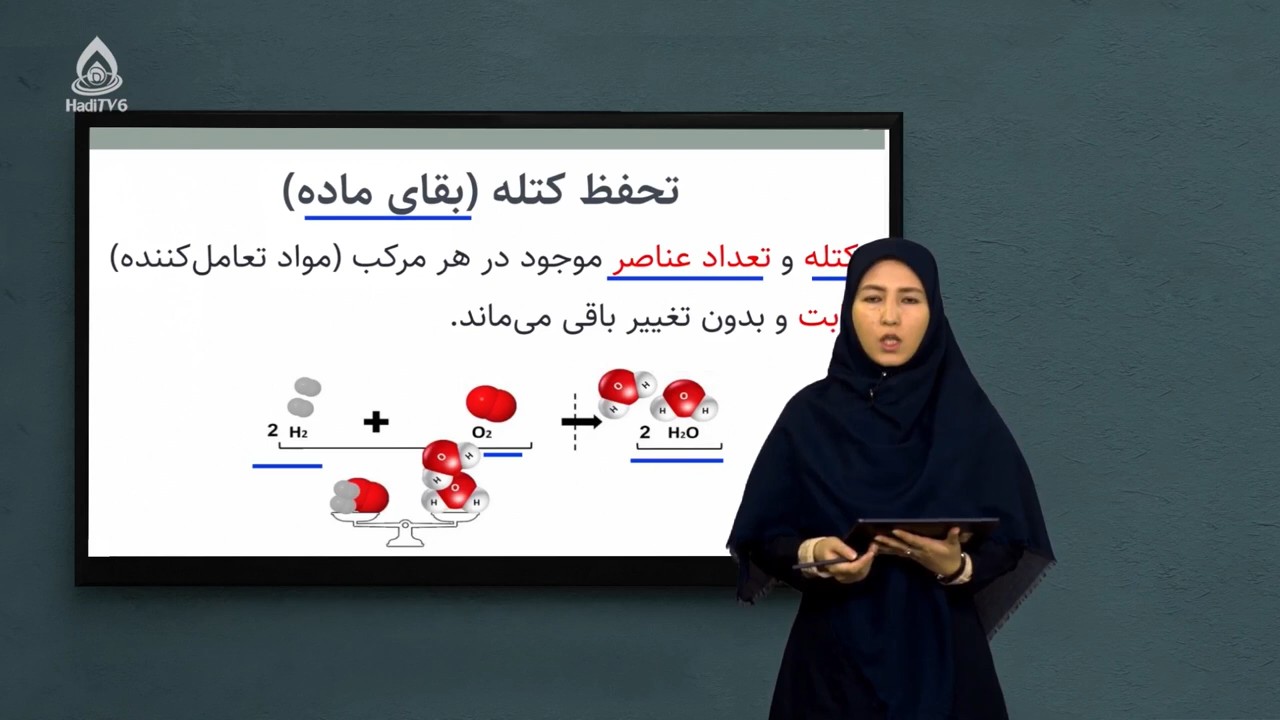 HadiTV6
تحفظ کتله (بقای ماده)
کتله و تعداد عناصر موجود در هر مرکب (مواد تعامل‌کننده)
و بدون تغییر باقی می‌ماند.
O H H O H H
2 H2 + O2 2 H2O
O H H O H H